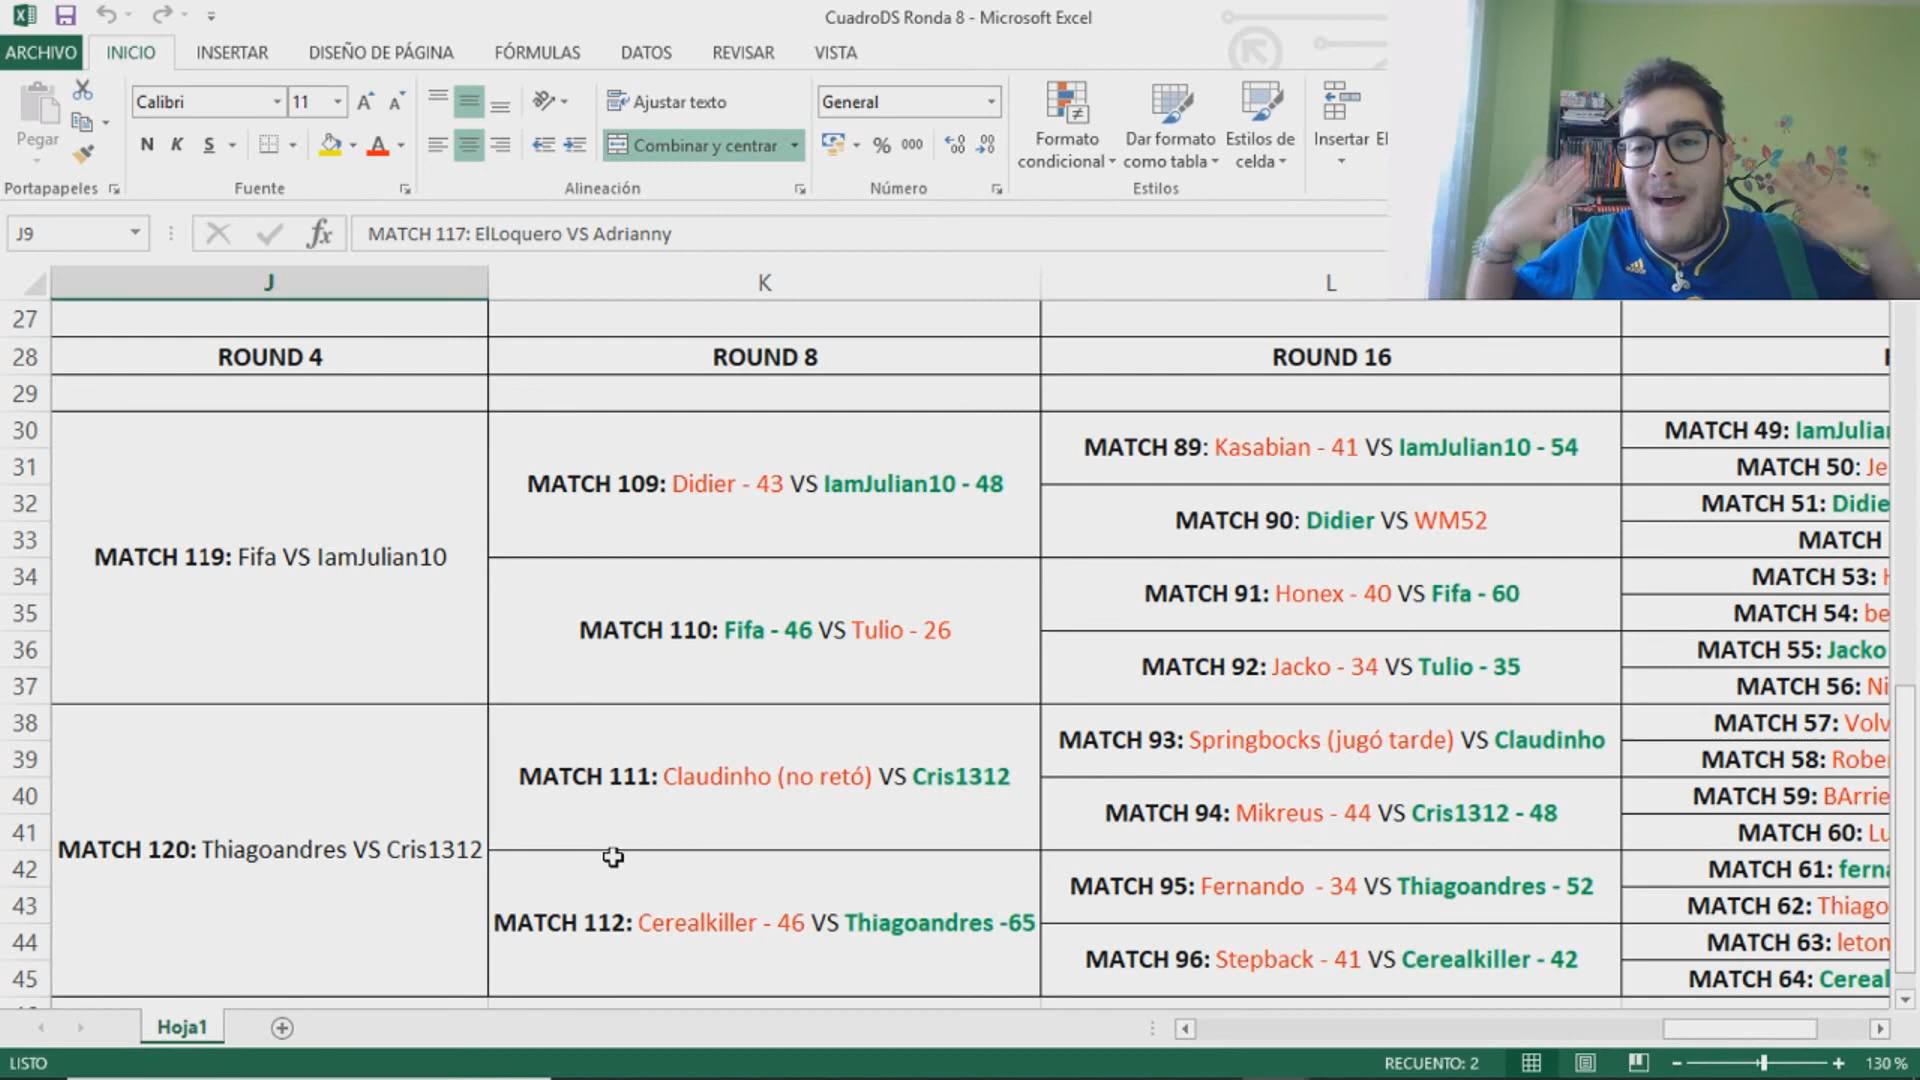 CuadroDS Ronda 8 - Microsoft Excel
ARCHIVO INICIO INSERTAR DISEÑO DE PÁGINA FÓRMULAS DATOS REVISAR VISTA
Pegar
Calibri 11
N K S
Ajustar texto
Combinar y centrar
General
% 000
Formato condicional
Dar formato como tabla
Estilos de celda
Insertar El
Portapapeles Fuente Alineación Número Estilos
J9 fx MATCH 117: ElLoquero VS Adrianny
J K L
27
28 ROUND 4 ROUND 8 ROUND 16
29
30 MATCH 49: IamJulian
MATCH 89: Kasabian - 41 VS IamJulian10 - 54
31 MATCH 50: Je
MATCH 109: Didier - 43 VS IamJulian10 - 48
32 MATCH 51: Didie
MATCH 90: Didier VS WM52
33 MATCH
MATCH 119: Fifa VS IamJulian10
34 MATCH 53:
MATCH 91: Honex - 40 VS Fifa - 60
35 MATCH 54: be
MATCH 110: Fifa - 46 VS Tulio - 26
36 MATCH 55: Jacko
MATCH 92: Jacko - 34 VS Tulio - 35
37 MATCH 56: Ni
38 MATCH 57: Volv
MATCH 93: Springbocks (jugó tarde) VS Claudinho
39 MATCH 58: Rober
MATCH 111: Claudinho (no retó) VS Cris1312
40 MATCH 59: BArrie
MATCH 94: Mikreus - 44 VS Cris1312 - 48
41 MATCH 60: Lu
MATCH 120: Thiagoandres VS Cris1312
42 MATCH 61: ferna
MATCH 95: Fernando - 34 VS Thiagoandres - 52
43 MATCH 62: Thiago
MATCH 112: Cerealkiller - 46 VS Thiagoandres -65
44 MATCH 63: leton
MATCH 96: Stepback - 41 VS Cerealkiller - 42
45 MATCH 64: Cereal
Hoja1
LISTO RECUENTO: 2 130 %